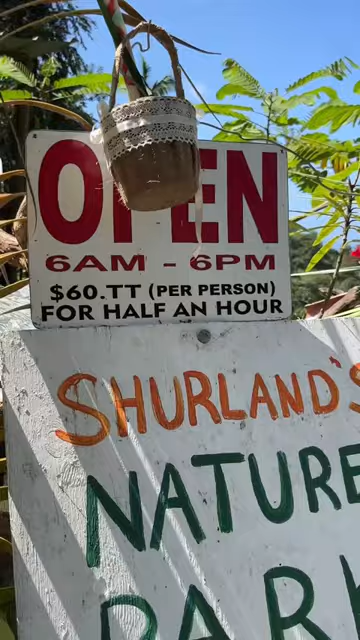 OPEN
6AM - 6PM
$60.TT (PER PERSON)
FOR HALF AN HOUR
SHURLAND'S
NATURE
PARK